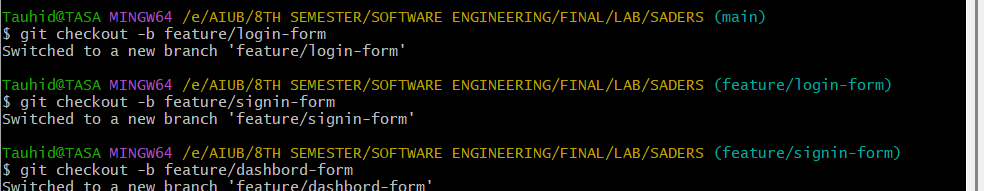 Tauhid@TASA MINGW64 /e/AIUB/8TH SEMESTER/SOFTWARE ENGINEERING/FINAL/LAB/SADERS (main)
$ git checkout -b feature/login-form
Switched to a new branch 'feature/login-form'
Tauhid@TASA MINGW64 /e/AIUB/8TH SEMESTER/SOFTWARE ENGINEERING/FINAL/LAB/SADERS (feature/login-form)
$ git checkout -b feature/signin-form
Switched to a new branch 'feature/signin-form'
Tauhid@TASA MINGW64 /e/AIUB/8TH SEMESTER/SOFTWARE ENGINEERING/FINAL/LAB/SADERS (feature/signin-form)
$ git checkout -b feature/dashbord-form
Switched to a new branch 'feature/dashbord-form'